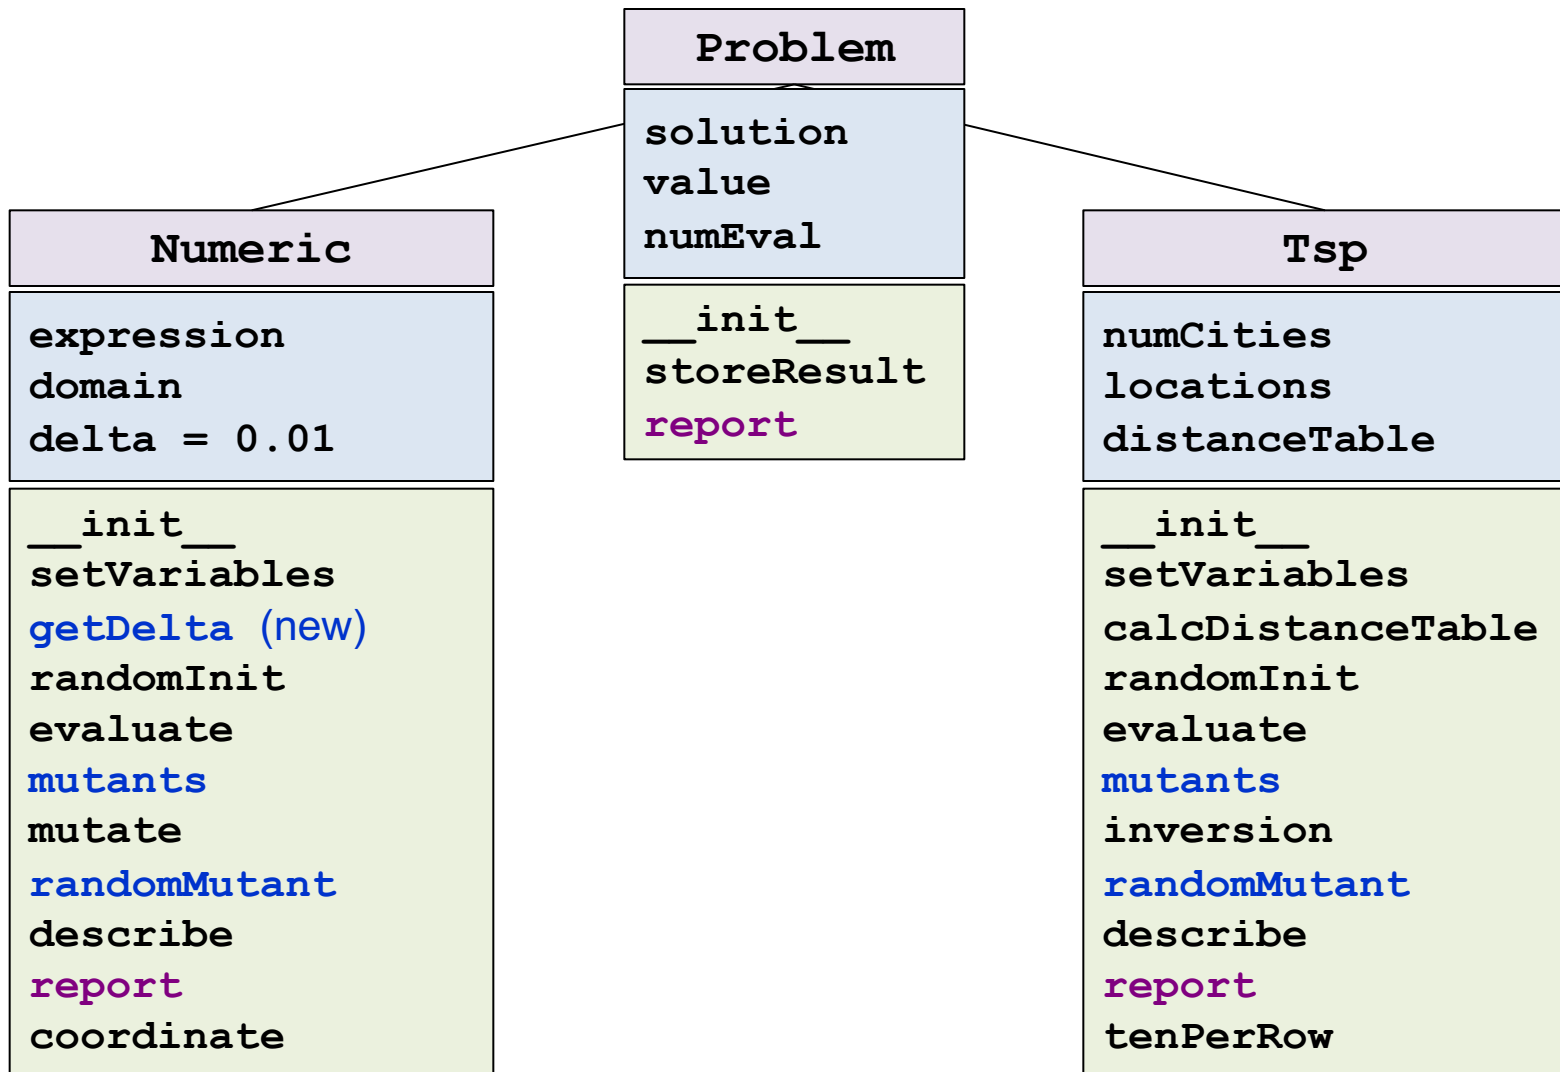 Problem
solution
value
numEval
__init__
storeResult
report
Numeric
expression
domain
delta = 0.01
__init__
setVariables
getDelta (new)
randomInit
evaluate
mutants
mutate
randomMutant
describe
report
coordinate
Tsp
numCities
locations
distanceTable
__init__
setVariables
calcDistanceTable
randomInit
evaluate
mutants
inversion
randomMutant
describe
report
tenPerRow